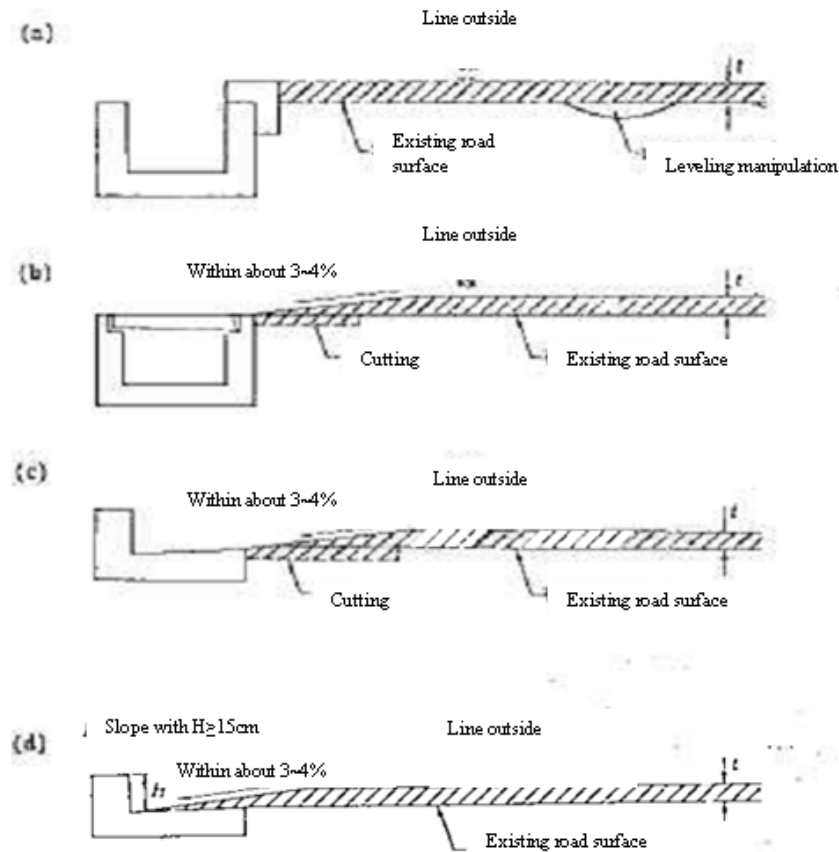 (a)
Line outside
t
Existing road
surface
Leveling manipulation
(b)
Line outside
Within about 3~4%
t
Cutting
Existing road surface
(c)
Line outside
Within about 3~4%
t
Cutting
Existing road surface
(d)
Slope with H≥15cm
Line outside
Within about 3~4%
h
t
Existing road surface